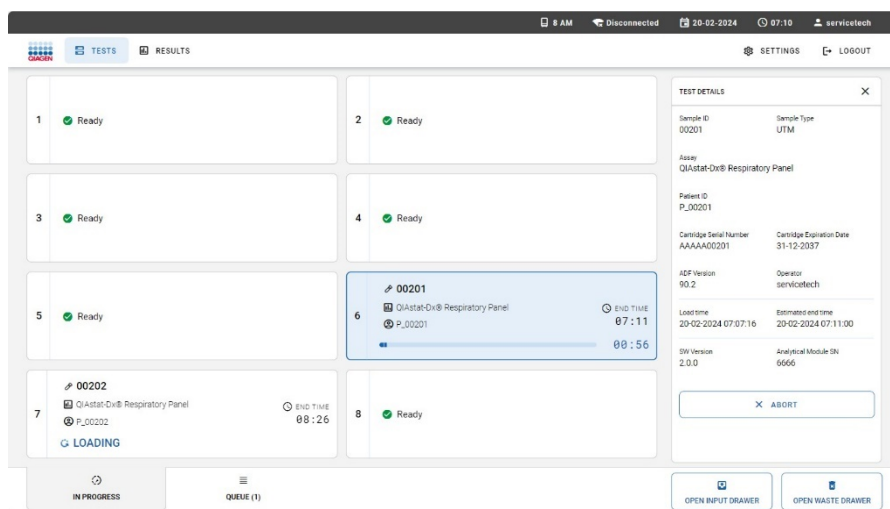 8 AM Disconnected 20-02-2024 07:10 servicetech
QIAGEN TESTS RESULTS SETTINGS LOGOUT
1 Ready
2 Ready
3 Ready
4 Ready
5 Ready
6
00201
QIAstat-Dx® Respiratory Panel
P_00201
END TIME
07:11
00:56
7
00202
QIAstat-Dx® Respiratory Panel
P_00202
END TIME
08:26
LOADING
8 Ready
TEST DETAILS
Sample ID Sample Type
00201 UTM
Assay
QIAstat-Dx® Respiratory Panel
Patient ID
P_00201
Cartridge Serial Number Cartridge Expiration Date
AAAAA00201 31-12-2037
ADF Version Operator
90.2 servicetech
Load time Estimated end time
20-02-2024 07:07:16 20-02-2024 07:11:00
SW Version Analytical Module SN
2.0.0 6666
ABORT
IN PROGRESS
QUEUE (1)
OPEN INPUT DRAWER
OPEN WASTE DRAWER